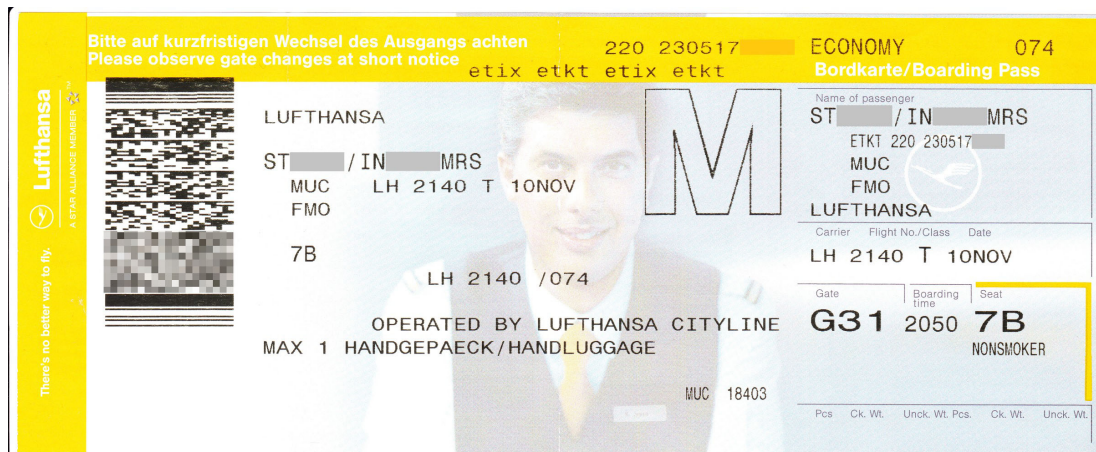 Bitte auf kurzfristigen Wechsel des Ausgangs achten
Please observe gate changes at short notice
220 230517
etix etkt etix etkt
LUFTHANSA
ST / IN MRS
MUC LH 2140 T 10NOV
FMO
7B
LH 2140 /074
OPERATED BY LUFTHANSA CITYLINE
MAX 1 HANDGEPAECK/HANDLUGGAGE
MUC 18403
M
Lufthansa
A STAR ALLIANCE MEMBER
There's no better way to fly.
ECONOMY 074
Bordkarte/Boarding Pass
Name of passenger
ST / IN MRS
ETKT 220 230517
MUC
FMO
LUFTHANSA
Carrier Flight No./Class Date
LH 2140 T 10NOV
Gate Boarding time Seat
G31 2050 7B
NONSMOKER
Pcs Ck. Wt. Unck. Wt. Pcs. Ck. Wt. Unck. Wt.